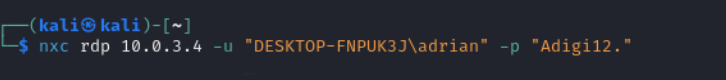 ┌──(kali㉿kali)-[~]
└─$ nxc rdp 10.0.3.4 -u "DESKTOP-FNPUK3J\adrian" -p "Adigi12."